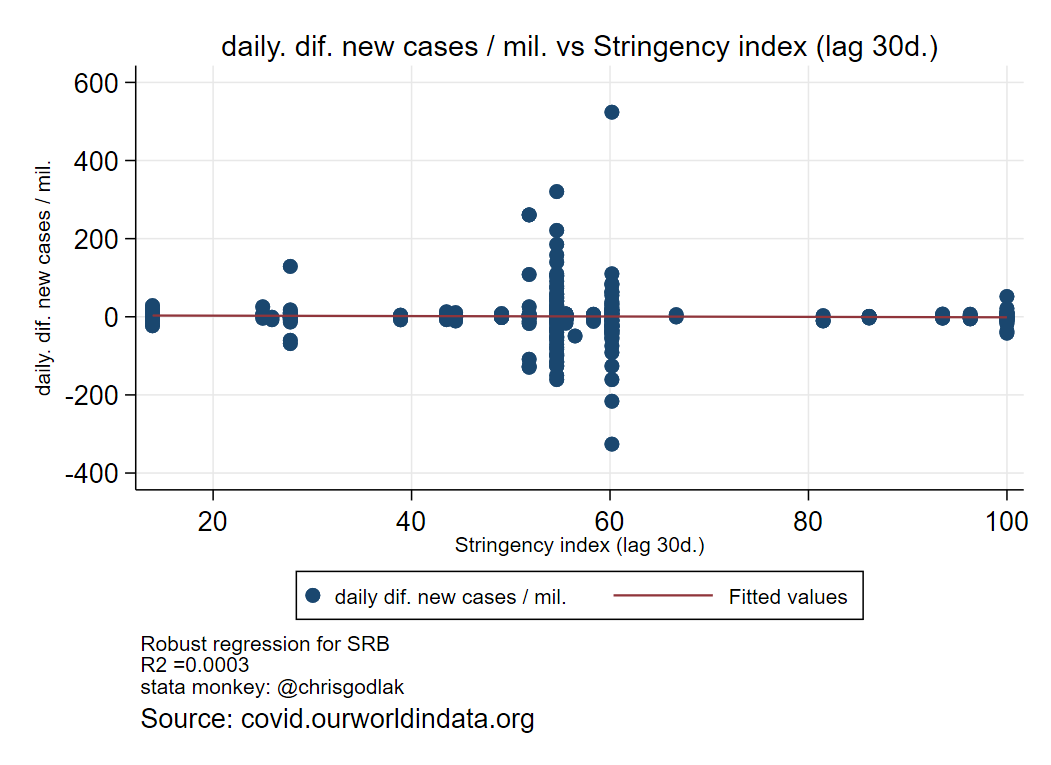 daily. dif. new cases / mil. vs Stringency index (lag 30d.)
daily. dif. new cases / mil.
600
400
200
0
-200
-400
20 40 60 80 100
Stringency index (lag 30d.)
daily dif. new cases / mil. Fitted values
Robust regression for SRB
R2 =0.0003
stata monkey: @chrisgodlak
Source: covid.ourworldindata.org